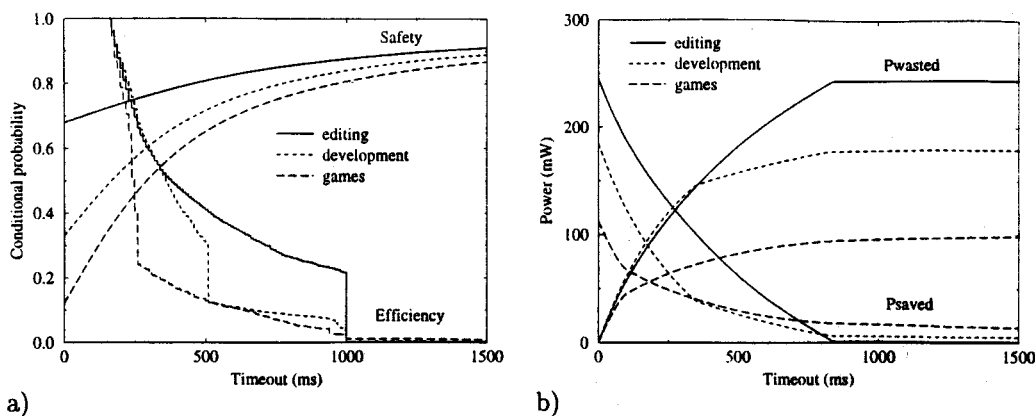 1.0
0.8
0.6
0.4
0.2
0.0
Conditional probability
Safety
editing
development
games
Efficiency
0
500
1000
1500
Timeout (ms)
a)
300
200
100
0
Power (mW)
editing
development
games
Pwasted
Psaved
0
500
1000
1500
Timeout (ms)
b)